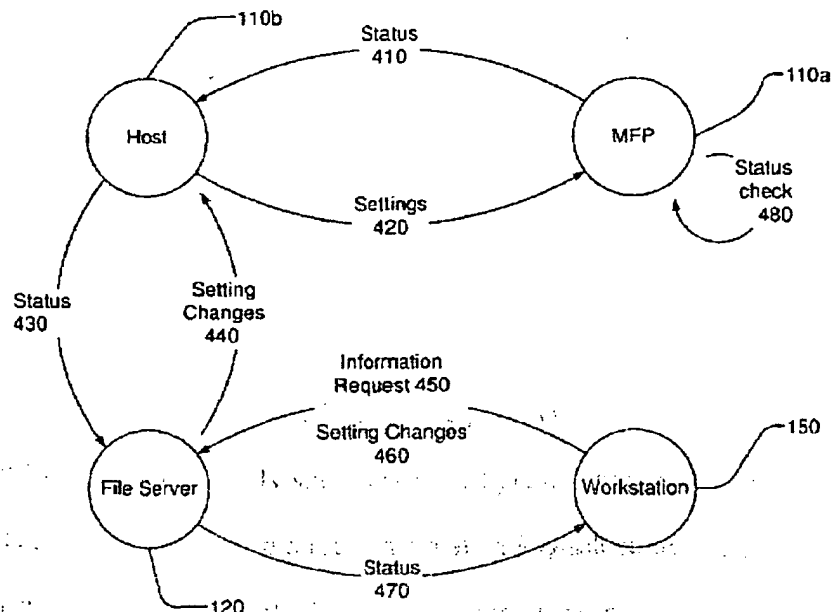 110b
Status
410
110a
Host
MFP
Status
check
480
Settings
420
Status
430
Setting
Changes
440
Information
Request 450
Setting Changes
460
150
File Server
Workstation
Status
470
120